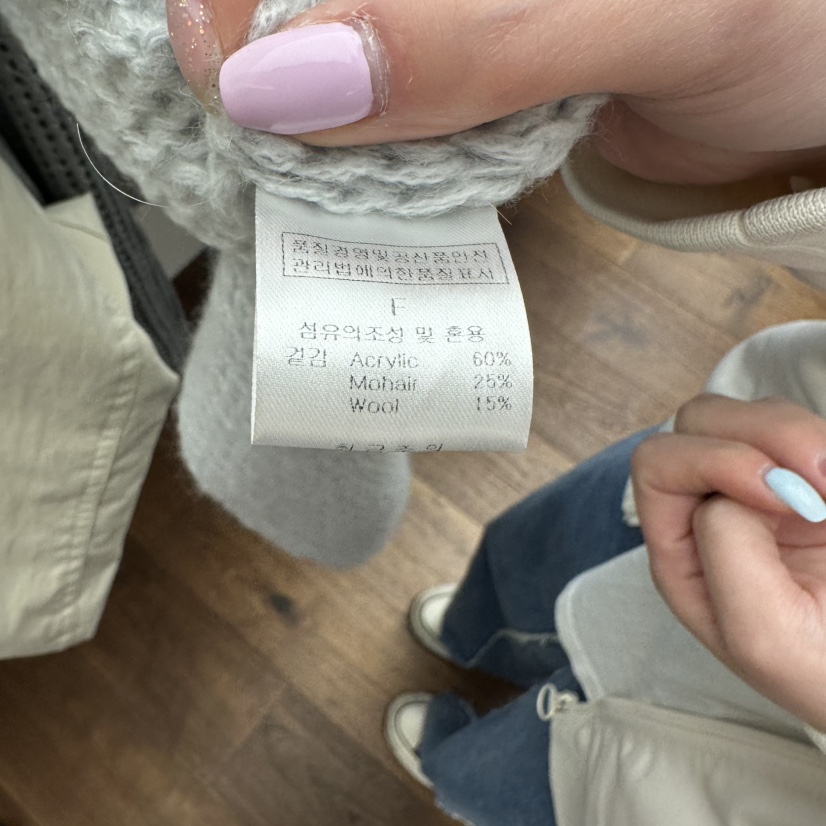 품질경영및공산품안전
관리법에의한품질표시
F
섬유의조성 및 혼용
겉감 Acrylic 60%
Mohair 25%
Wool 15%